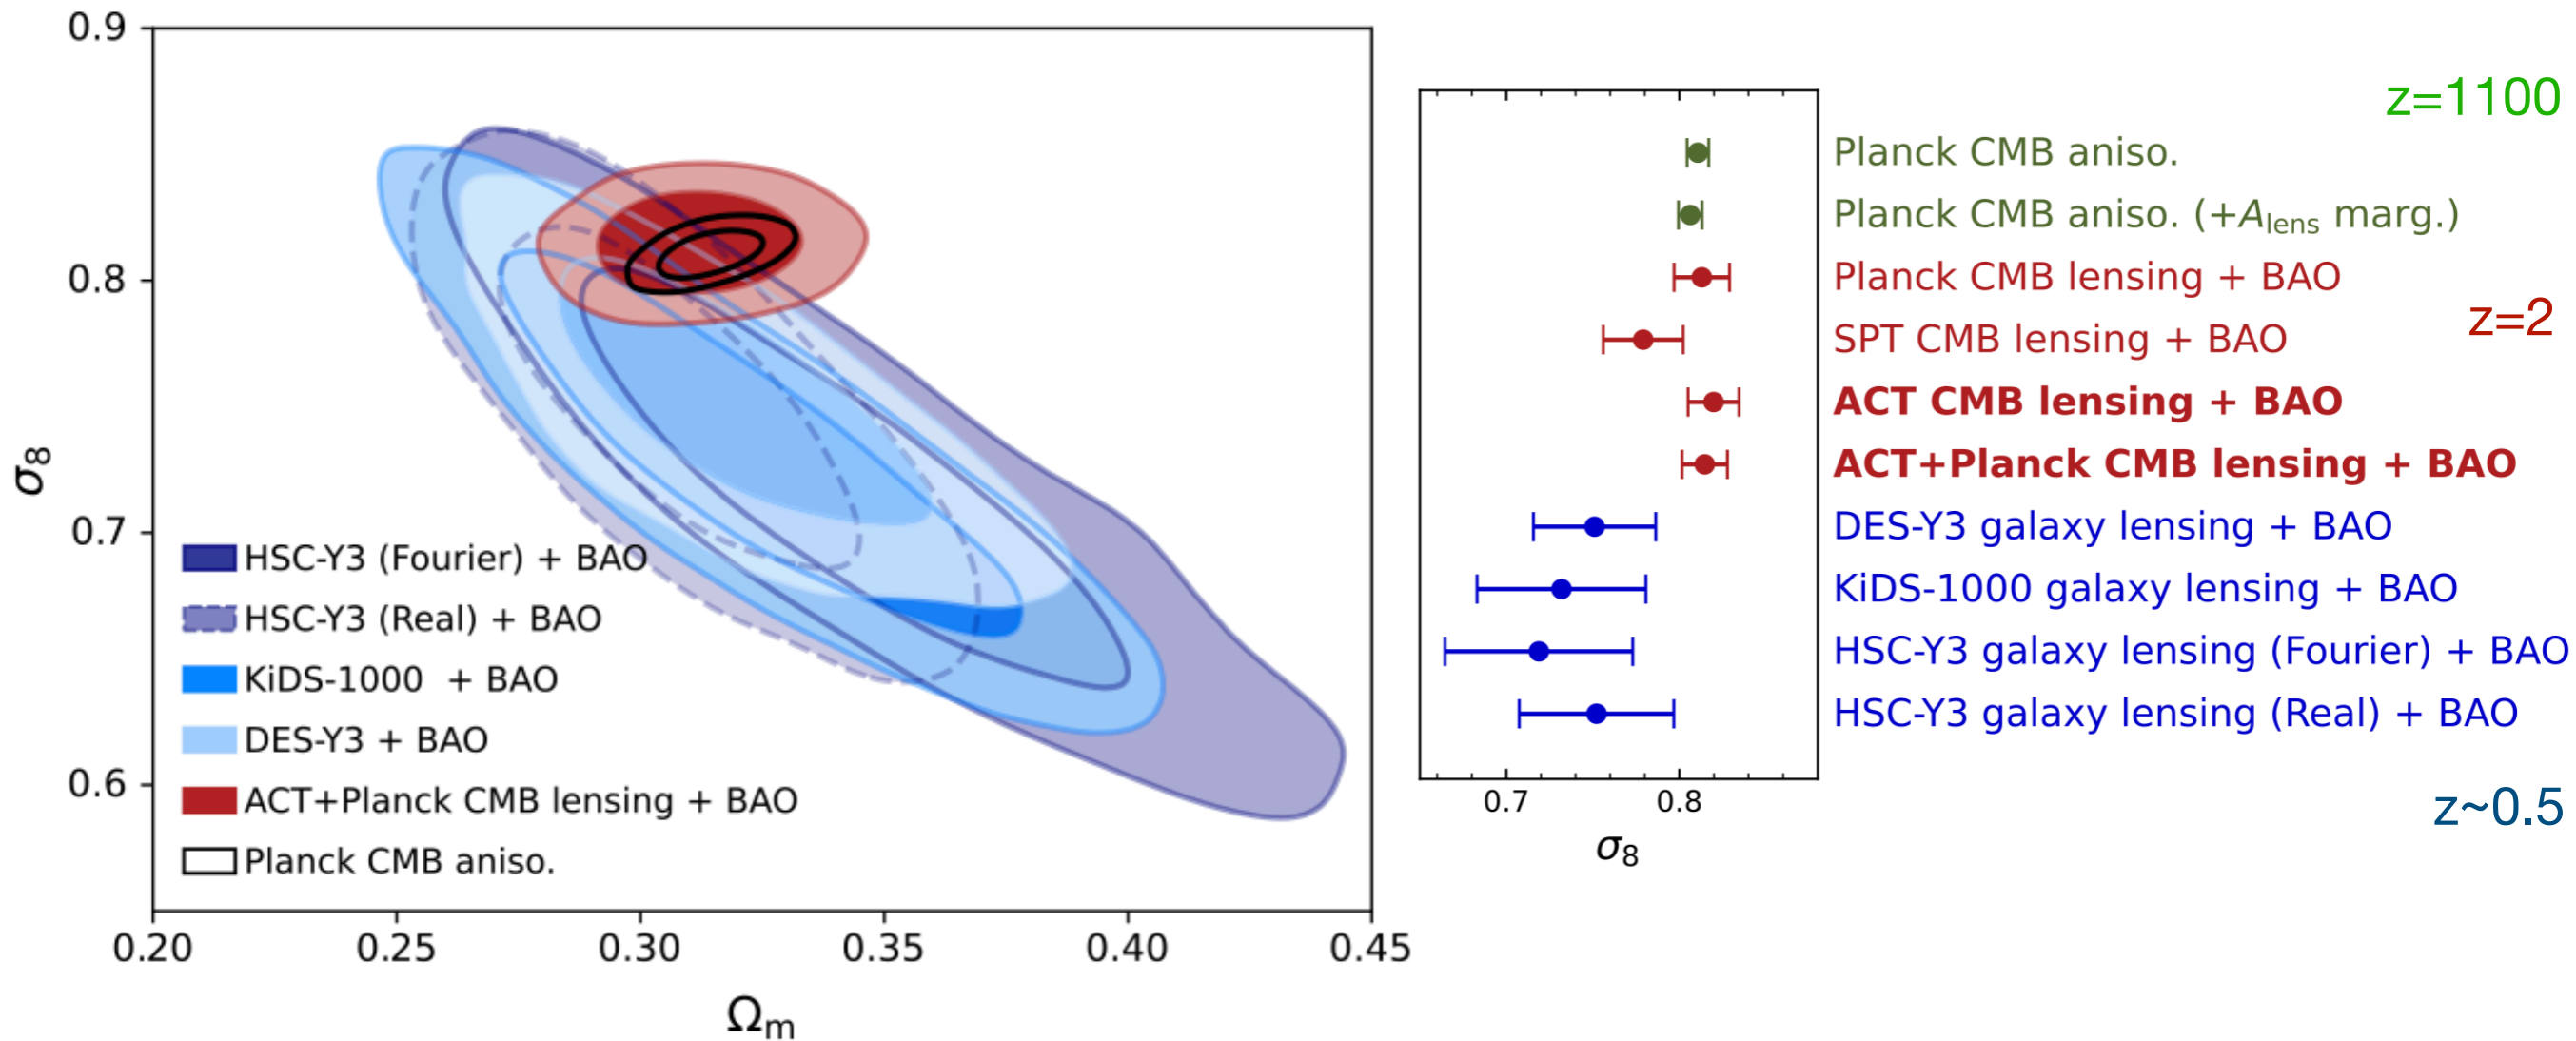 0.9
0.8
0.7
0.6
σ8
HSC-Y3 (Fourier) + BAO
HSC-Y3 (Real) + BAO
KiDS-1000 + BAO
DES-Y3 + BAO
ACT+Planck CMB lensing + BAO
Planck CMB aniso.
0.20 0.25 0.30 0.35 0.40 0.45
Ωm
z=1100
Planck CMB aniso.
Planck CMB aniso. (+Alens marg.)
Planck CMB lensing + BAO
z=2
SPT CMB lensing + BAO
ACT CMB lensing + BAO
ACT+Planck CMB lensing + BAO
DES-Y3 galaxy lensing + BAO
KiDS-1000 galaxy lensing + BAO
HSC-Y3 galaxy lensing (Fourier) + BAO
HSC-Y3 galaxy lensing (Real) + BAO
z~0.5
0.7 0.8
σ8